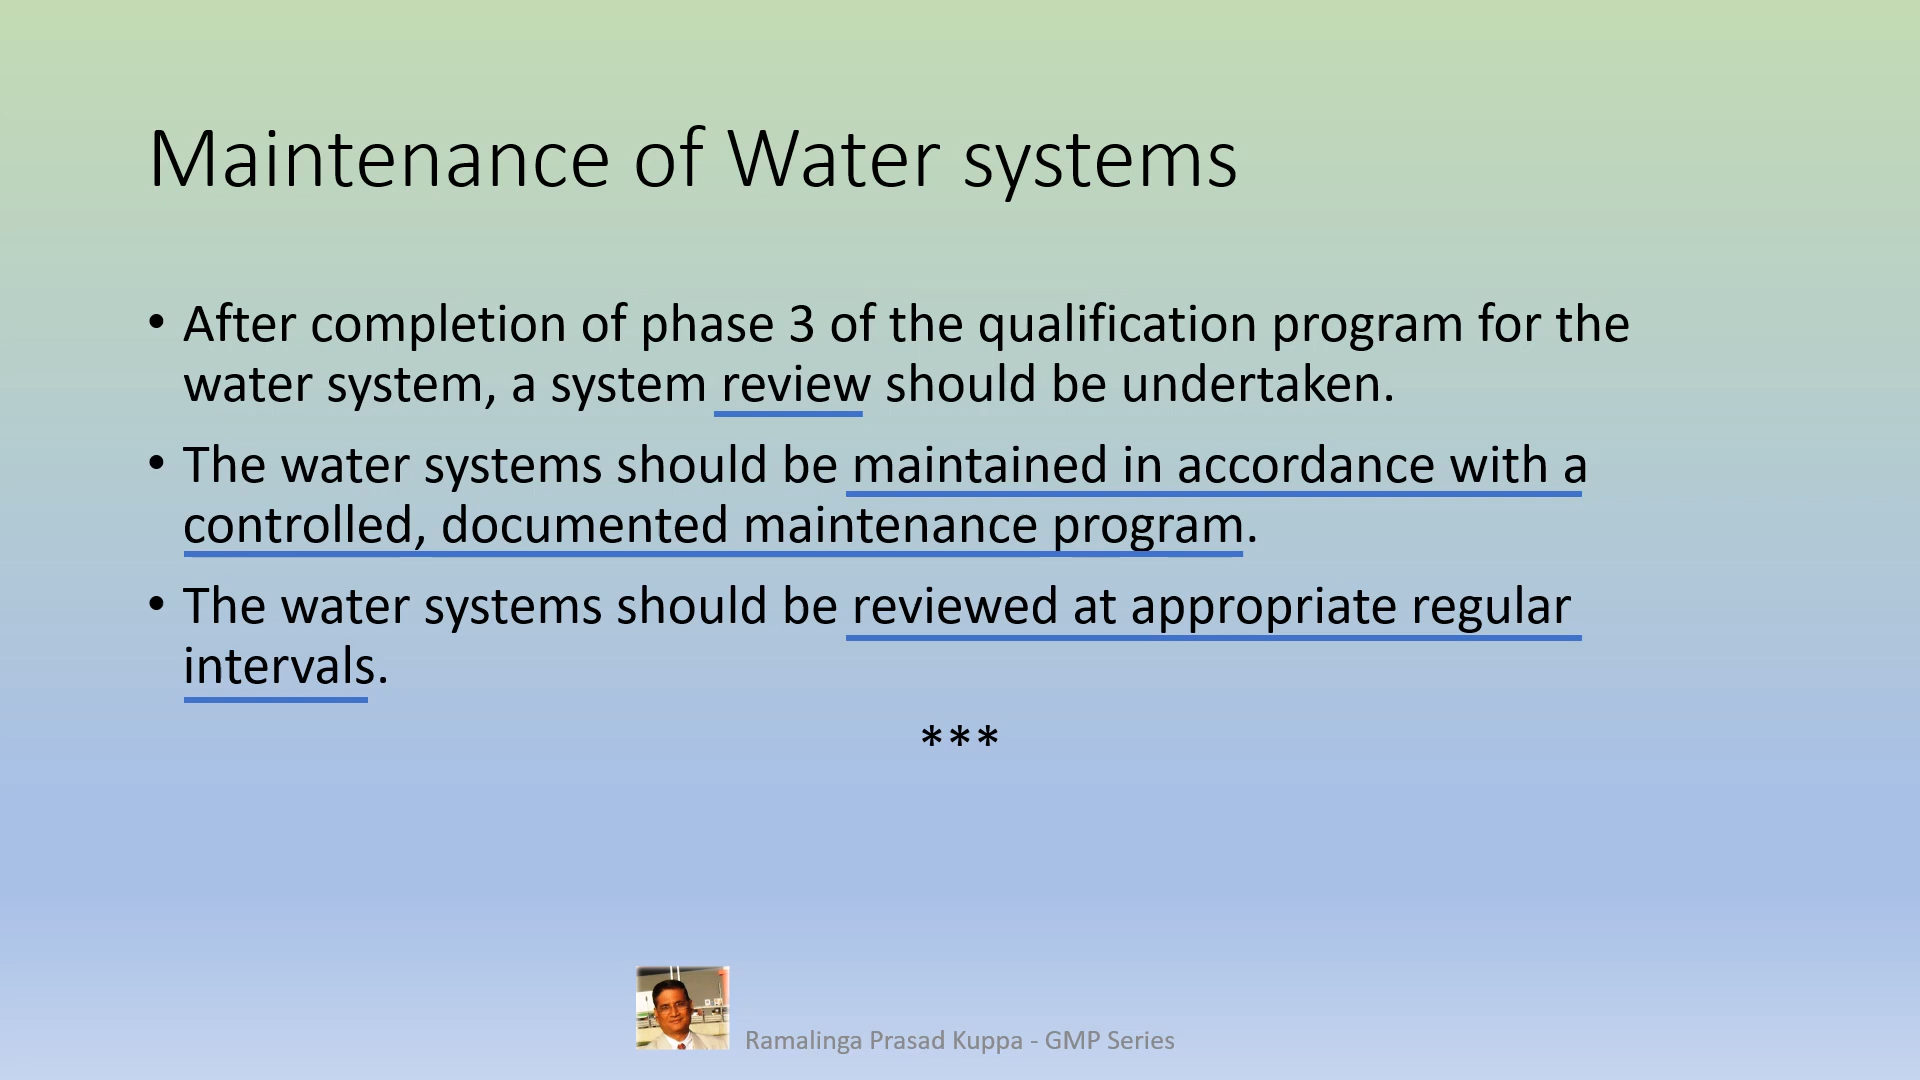 Maintenance of Water systems
• After completion of phase 3 of the qualification program for the
water system, a system review should be undertaken.
• The water systems should be maintained in accordance with a
controlled, documented maintenance program.
• The water systems should be reviewed at appropriate regular
intervals.
***
Ramalinga Prasad Kuppa - GMP Series